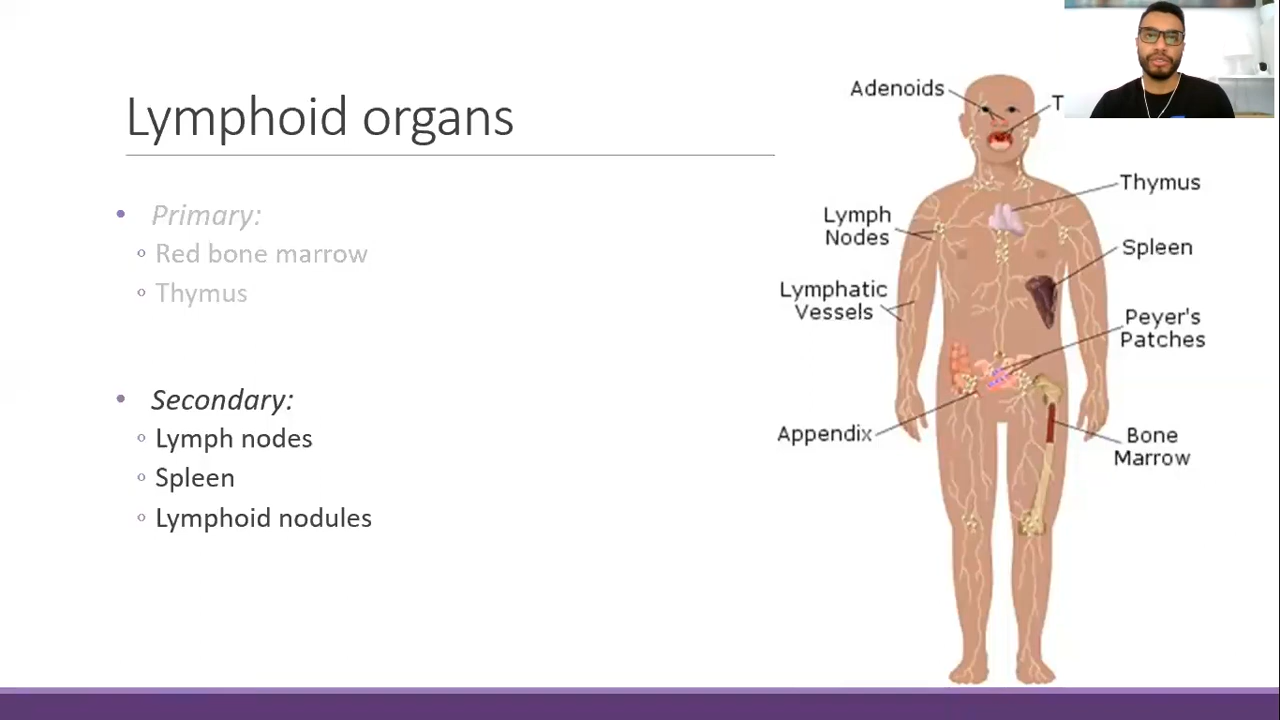 Lymphoid organs
• Primary:
◦ Red bone marrow
◦ Thymus
• Secondary:
◦ Lymph nodes
◦ Spleen
◦ Lymphoid nodules
Adenoids
T
Thymus
Lymph
Nodes
Spleen
Lymphatic
Vessels
Peyer's
Patches
Appendix
Bone
Marrow